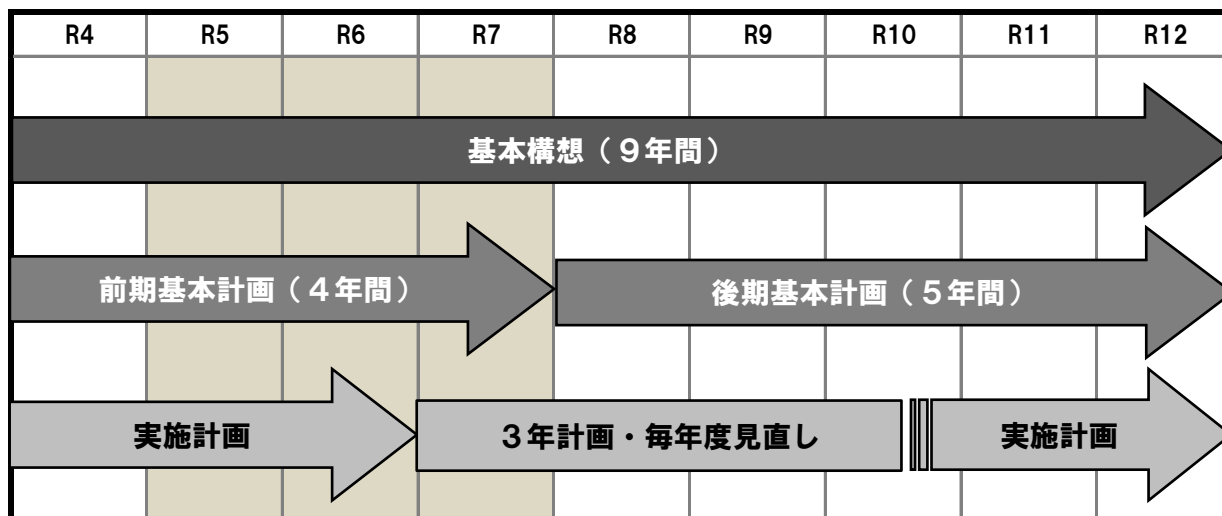 R4 R5 R6 R7 R8 R9 R10 R11 R12
基本構想（９年間）
前期基本計画（４年間） 後期基本計画（５年間）
実施計画 ３年計画・毎年度見直し 実施計画